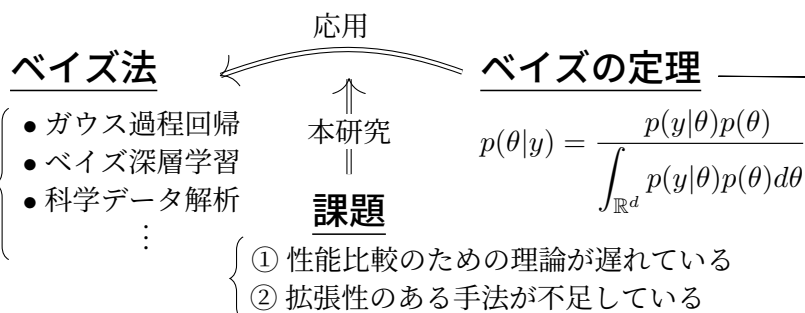 応用
ベイズ法
ベイズの定理
● ガウス過程回帰
● ベイズ深層学習
● 科学データ解析
⋮
本研究
p(θ|y) = p(y|θ)p(θ) / ∫_{ℝ^d} p(y|θ)p(θ)dθ
課題
① 性能比較のための理論が遅れている
② 拡張性のある手法が不足している